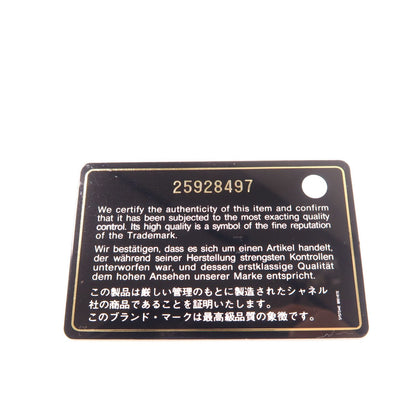 25928497
We certify the authenticity of this item and confirm
that it has been subjected to the most exacting quality
control. Its high quality is a symbol of the fine reputation
of the Trademark.
Wir bestätigen, dass es sich um einen Artikel handelt,
der während seiner Herstellung strengsten Kontrollen
unterworfen war, und dessen erstklassige Qualität
dem hohen Ansehen unserer Marke entspricht.
この製品は厳しい管理のもとに製造されたシャネル
社の商品であることを証明いたします。
このブランド・マークは最高級品質の象徴です。